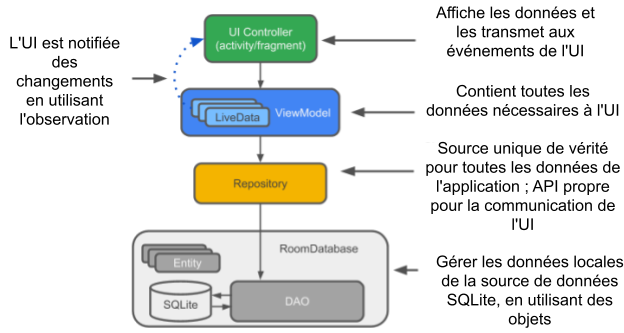 UI Controller
(activity/fragment)
Affiche les données et
les transmet aux
événements de l'UI
L'UI est notifiée
des
changements
en utilisant
l'observation
LiveData
ViewModel
Contient toutes les
données nécessaires à l'UI
Repository
Source unique de vérité
pour toutes les données de
l'application ; API propre
pour la communication de
l'UI
RoomDatabase
Entity
SQLite
DAO
Gérer les données locales
de la source de données
SQLite, en utilisant des
objets